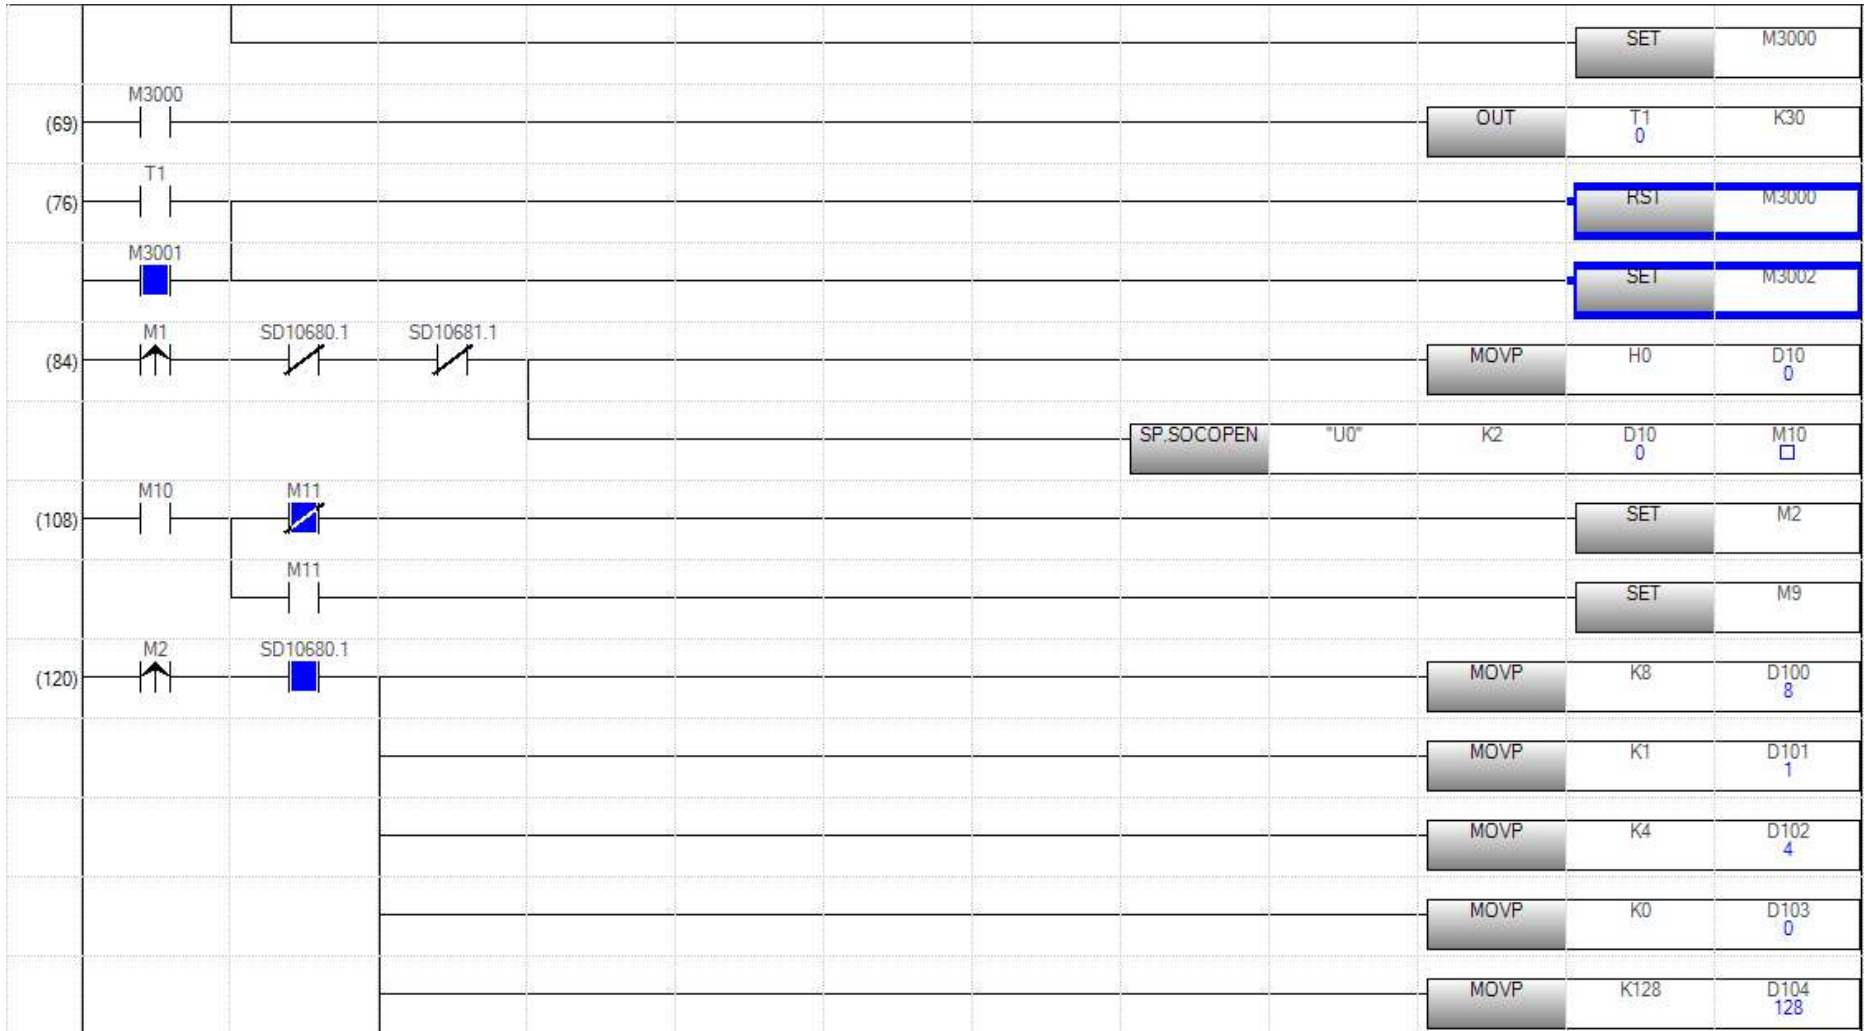 SET M3000
M3000
(69) OUT T1 K30
0
T1
(76) RST M3000
M3001
SET M3002
M1 SD10680.1 SD10681.1
(84) MOVP H0 D10
0
SP.SOCOPEN "U0" K2 D10 M10
0
M10 M11
(108) SET M2
M11
SET M9
M2 SD10680.1
(120) MOVP K8 D100
8
MOVP K1 D101
1
MOVP K4 D102
4
MOVP K0 D103
0
MOVP K128 D104
128